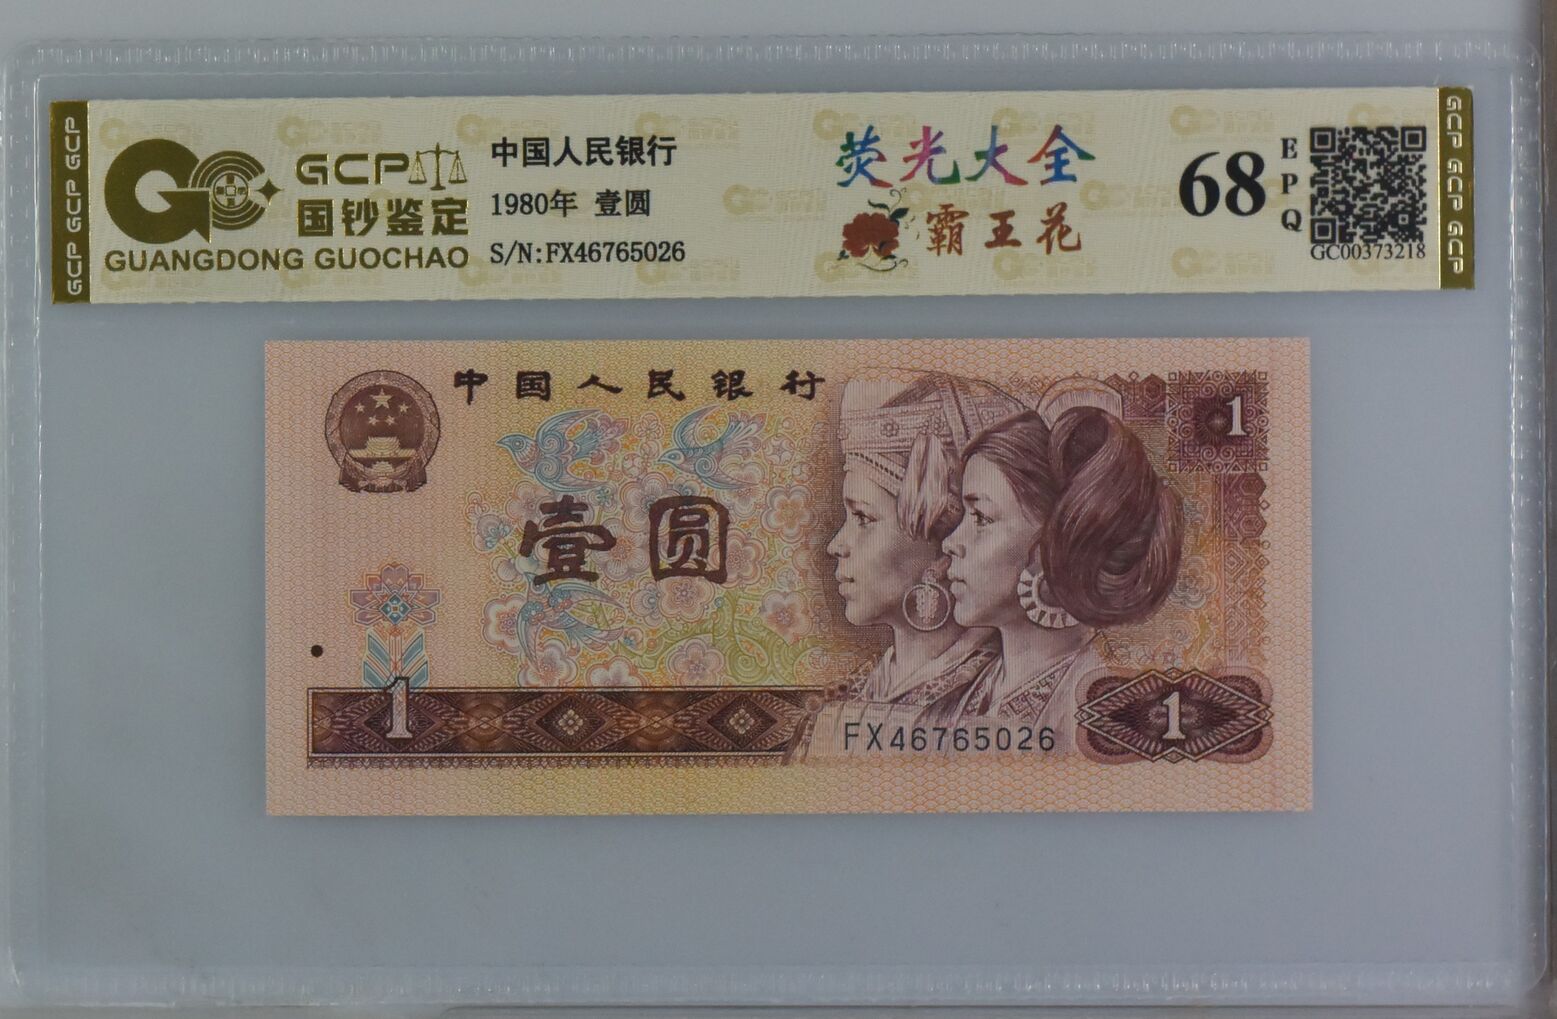 GCP GCP GCP
GCP
国钞鉴定
GUANGDONG GUOCHAO
中国人民银行
1980年 壹圆
S/N:FX46765026
荧光大全
霸王花
68
EPQ
GC00373218
GCP GCP GCP
中国人民银行
1
壹圆
1
1
FX46765026